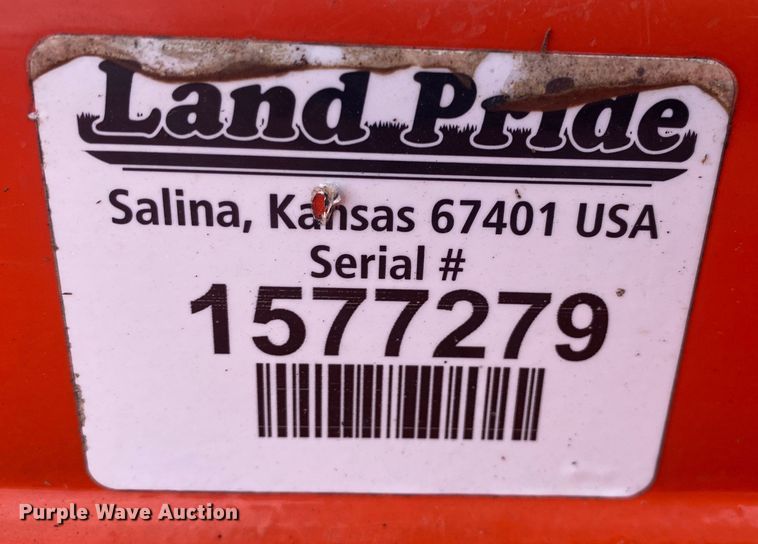 Land Pride
Salina, Kansas 67401 USA
Serial #
1577279
Purple Wave Auction